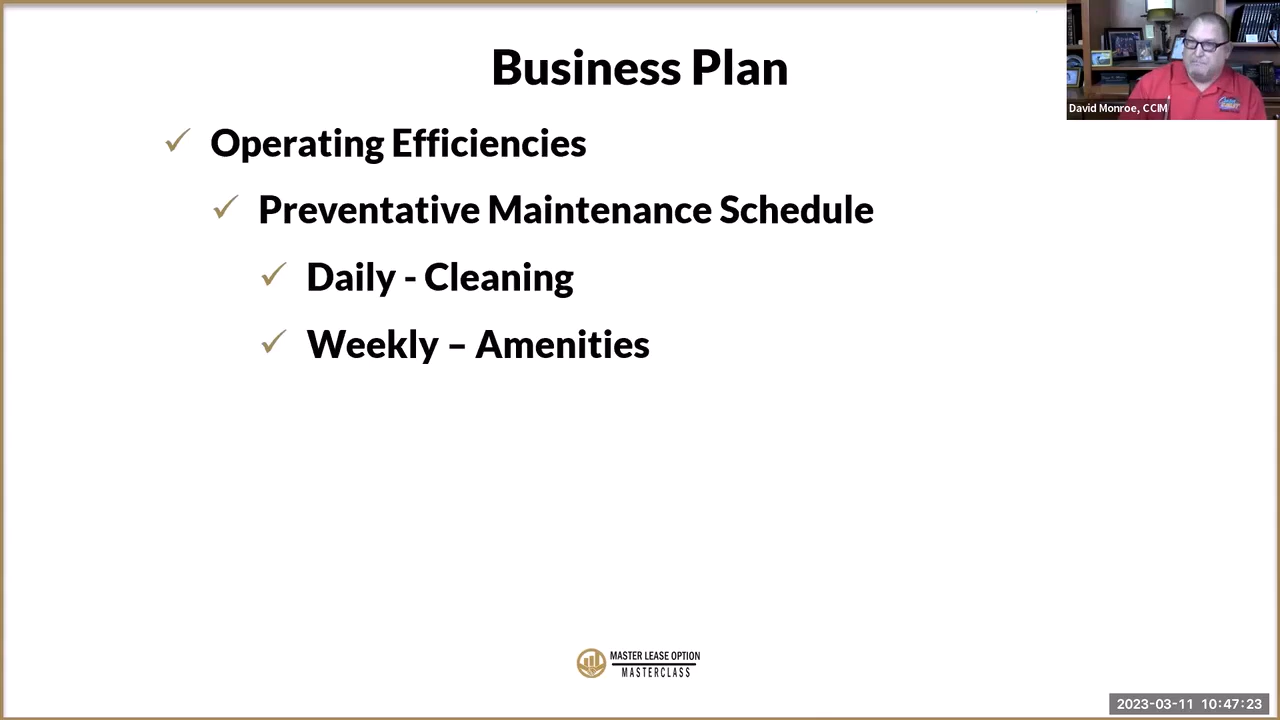 Business Plan
Operating Efficiencies
Preventative Maintenance Schedule
Daily - Cleaning
Weekly – Amenities
David Monroe, CCIM
MASTER LEASE OPTION
MASTERCLASS
2023-03-11 10:47:23